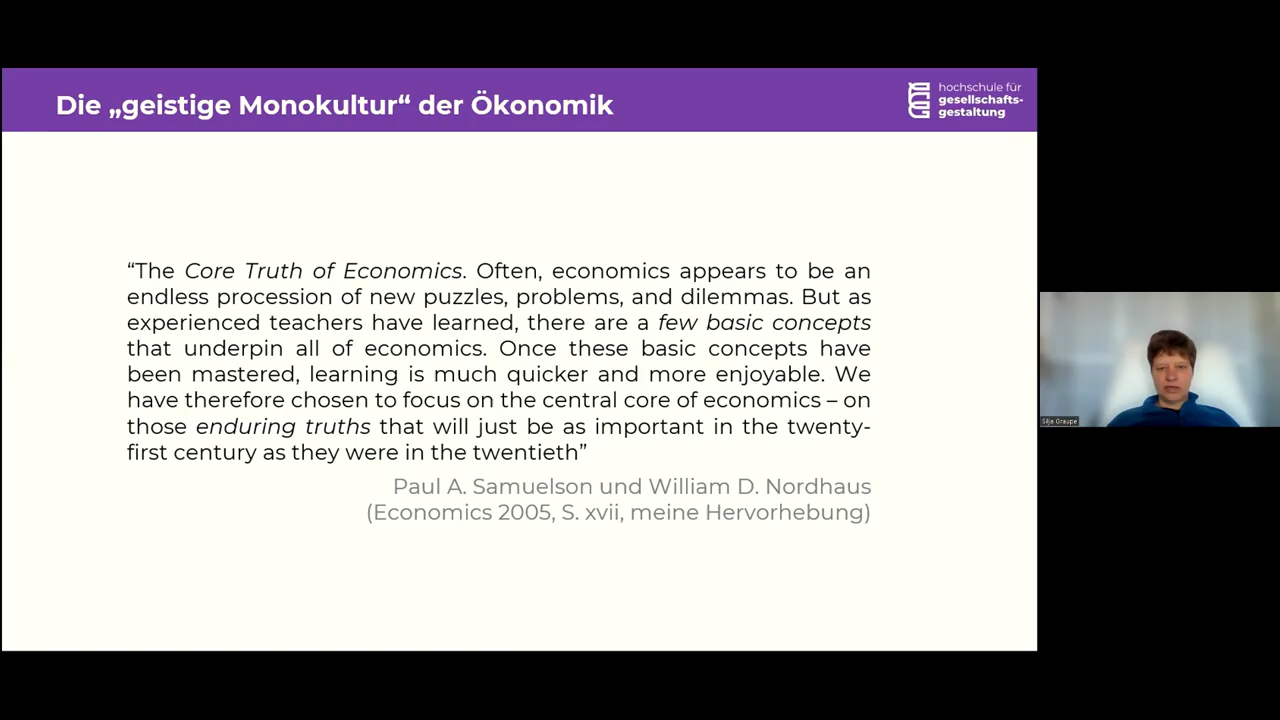 Die „geistige Monokultur“ der Ökonomik
hochschule für
gesellschafts-
gestaltung
“The Core Truth of Economics. Often, economics appears to be an
endless procession of new puzzles, problems, and dilemmas. But as
experienced teachers have learned, there are a few basic concepts
that underpin all of economics. Once these basic concepts have
been mastered, learning is much quicker and more enjoyable. We
have therefore chosen to focus on the central core of economics – on
those enduring truths that will just be as important in the twenty-
first century as they were in the twentieth”
Paul A. Samuelson und William D. Nordhaus
(Economics 2005, S. xvii, meine Hervorhebung)
Silja Graupe